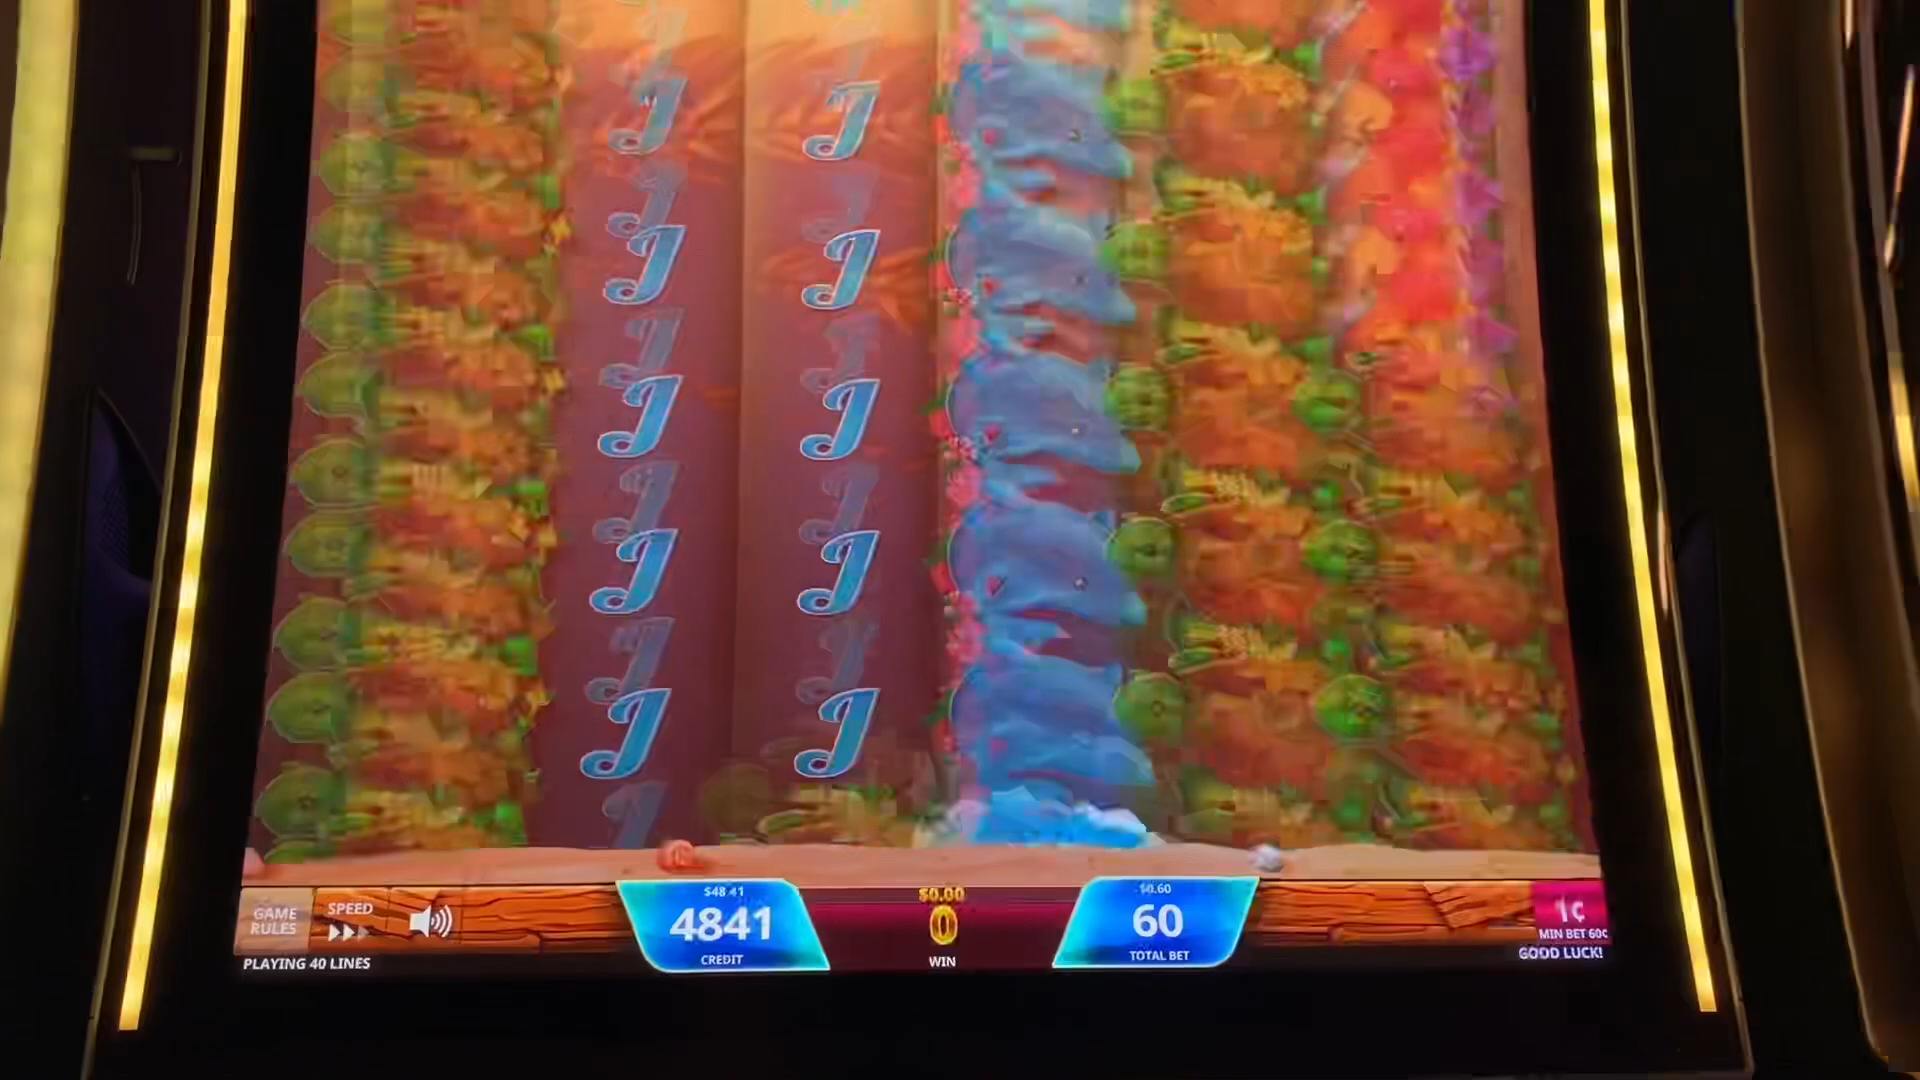 J J
J J
J J
J J
J J
GAME
RULES
SPEED
$48.41
4841
CREDIT
$0.00
0
WIN
$0.60
60
TOTAL BET
1¢
MIN BET 60¢
PLAYING 40 LINES
GOOD LUCK!